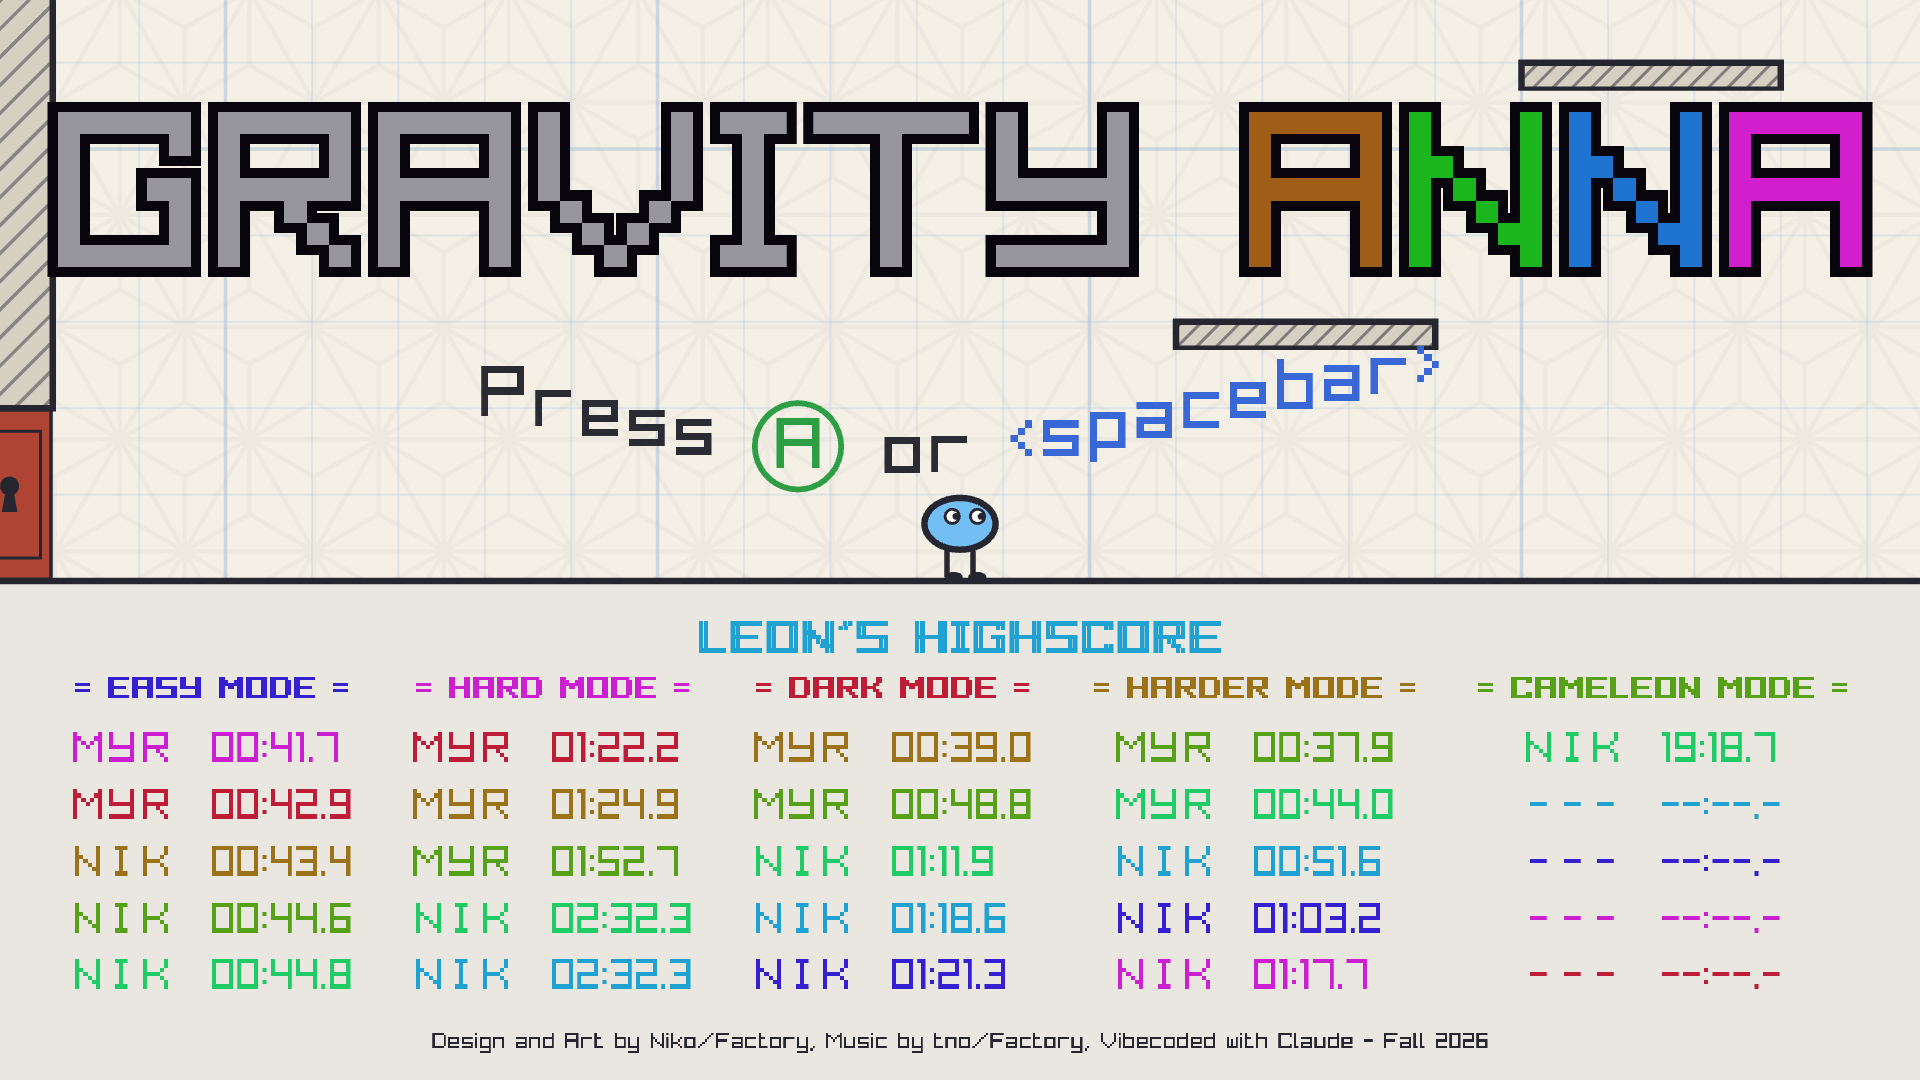 GRAVITY ANNA
Press A or <spacebar>
LEON'S HIGHSCORE
= EASY MODE = = HARD MODE = = DARK MODE = = HARDER MODE = = CAMELEON MODE =
MYR 00:41.7 MYR 01:22.2 MYR 00:39.0 MYR 00:37.9 NIK 19:18.7
MYR 00:42.9 MYR 01:24.9 MYR 00:48.8 MYR 00:44.0 --- --:--.-
NIK 00:43.4 MYR 01:52.7 NIK 01:11.9 NIK 00:51.6 --- --:--.-
NIK 00:44.6 NIK 02:32.3 NIK 01:18.6 NIK 01:03.2 --- --:--.-
NIK 00:44.8 NIK 02:32.3 NIK 01:21.3 NIK 01:17.7 --- --:--.-
Design and Art by Niko/Factory, Music by tno/Factory, Vibecoded with Claude - Fall 2026